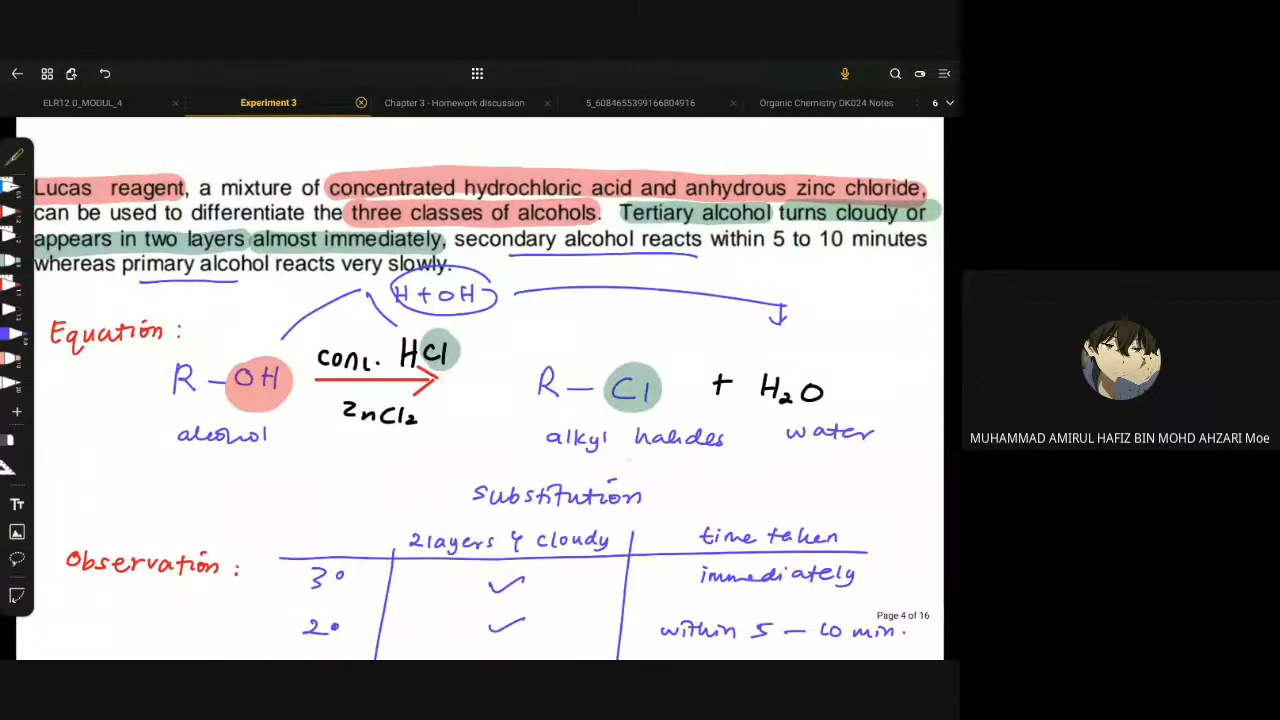 ELR12.0_MODUL_4 Experiment 3 Chapter 3 - Homework discussion 5_6084655399166804916 Organic Chemistry DK024 Notes 6
Lucas reagent, a mixture of concentrated hydrochloric acid and anhydrous zinc chloride,
can be used to differentiate the three classes of alcohols. Tertiary alcohol turns cloudy or
appears in two layers almost immediately, secondary alcohol reacts within 5 to 10 minutes
whereas primary alcohol reacts very slowly.
H + OH
Equation :
conc. HCl
R - OH R - Cl + H2O
ZnCl2
alcohol alkyl halides water
substitution
2 layers & cloudy time taken
Observation :
3° ✓ immediately
Page 4 of 16
2° ✓ within 5 - 10 min.
Tт
MUHAMMAD AMIRUL HAFIZ BIN MOHD AHZARI Moe